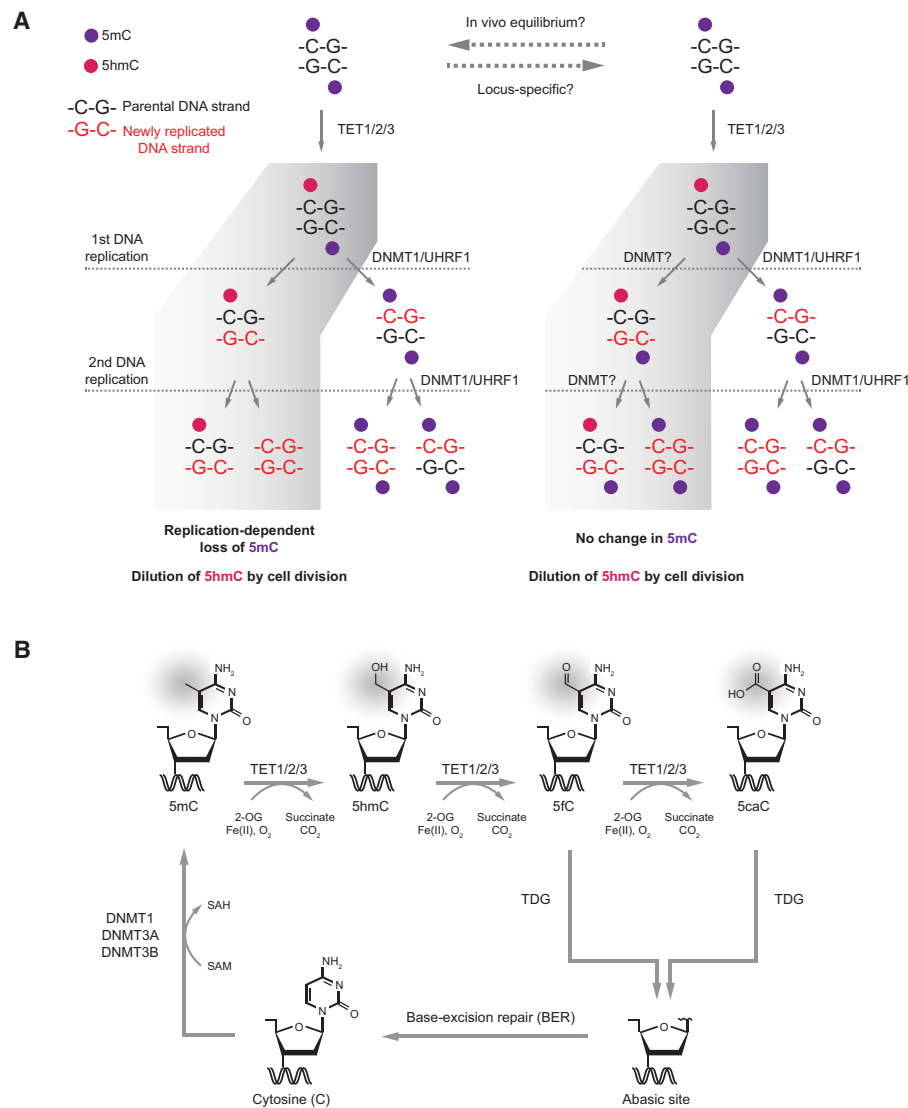 A
5mC
5hmC
-C-G- Parental DNA strand
-G-C- Newly replicated
DNA strand
In vivo equilibrium?
Locus-specific?
-C-G-
-G-C-
-C-G-
-G-C-
TET1/2/3
TET1/2/3
-C-G-
-G-C-
-C-G-
-G-C-
1st DNA
replication
DNMT1/UHRF1
DNMT?
DNMT1/UHRF1
-C-G-
-G-C-
-C-G-
-G-C-
-C-G-
-G-C-
-C-G-
-G-C-
2nd DNA
replication
DNMT1/UHRF1
DNMT?
DNMT1/UHRF1
-C-G- -C-G- -C-G- -C-G-
-G-C- -G-C- -G-C- -G-C-
-C-G- -C-G- -C-G- -C-G-
-G-C- -G-C- -G-C- -G-C-
Replication-dependent
loss of 5mC
Dilution of 5hmC by cell division
No change in 5mC
Dilution of 5hmC by cell division
B
NH2
N
N
O
O
5mC
OH
NH2
N
N
O
O
5hmC
O
NH2
N
N
O
O
5fC
O
HO
NH2
N
N
O
O
5caC
TET1/2/3
2-OG
Fe(II), O2
Succinate
CO2
TET1/2/3
2-OG
Fe(II), O2
Succinate
CO2
TET1/2/3
2-OG
Fe(II), O2
Succinate
CO2
TDG
TDG
DNMT1
DNMT3A
DNMT3B
SAH
SAM
NH2
N
N
O
O
Cytosine (C)
Base-excision repair (BER)
O
Abasic site